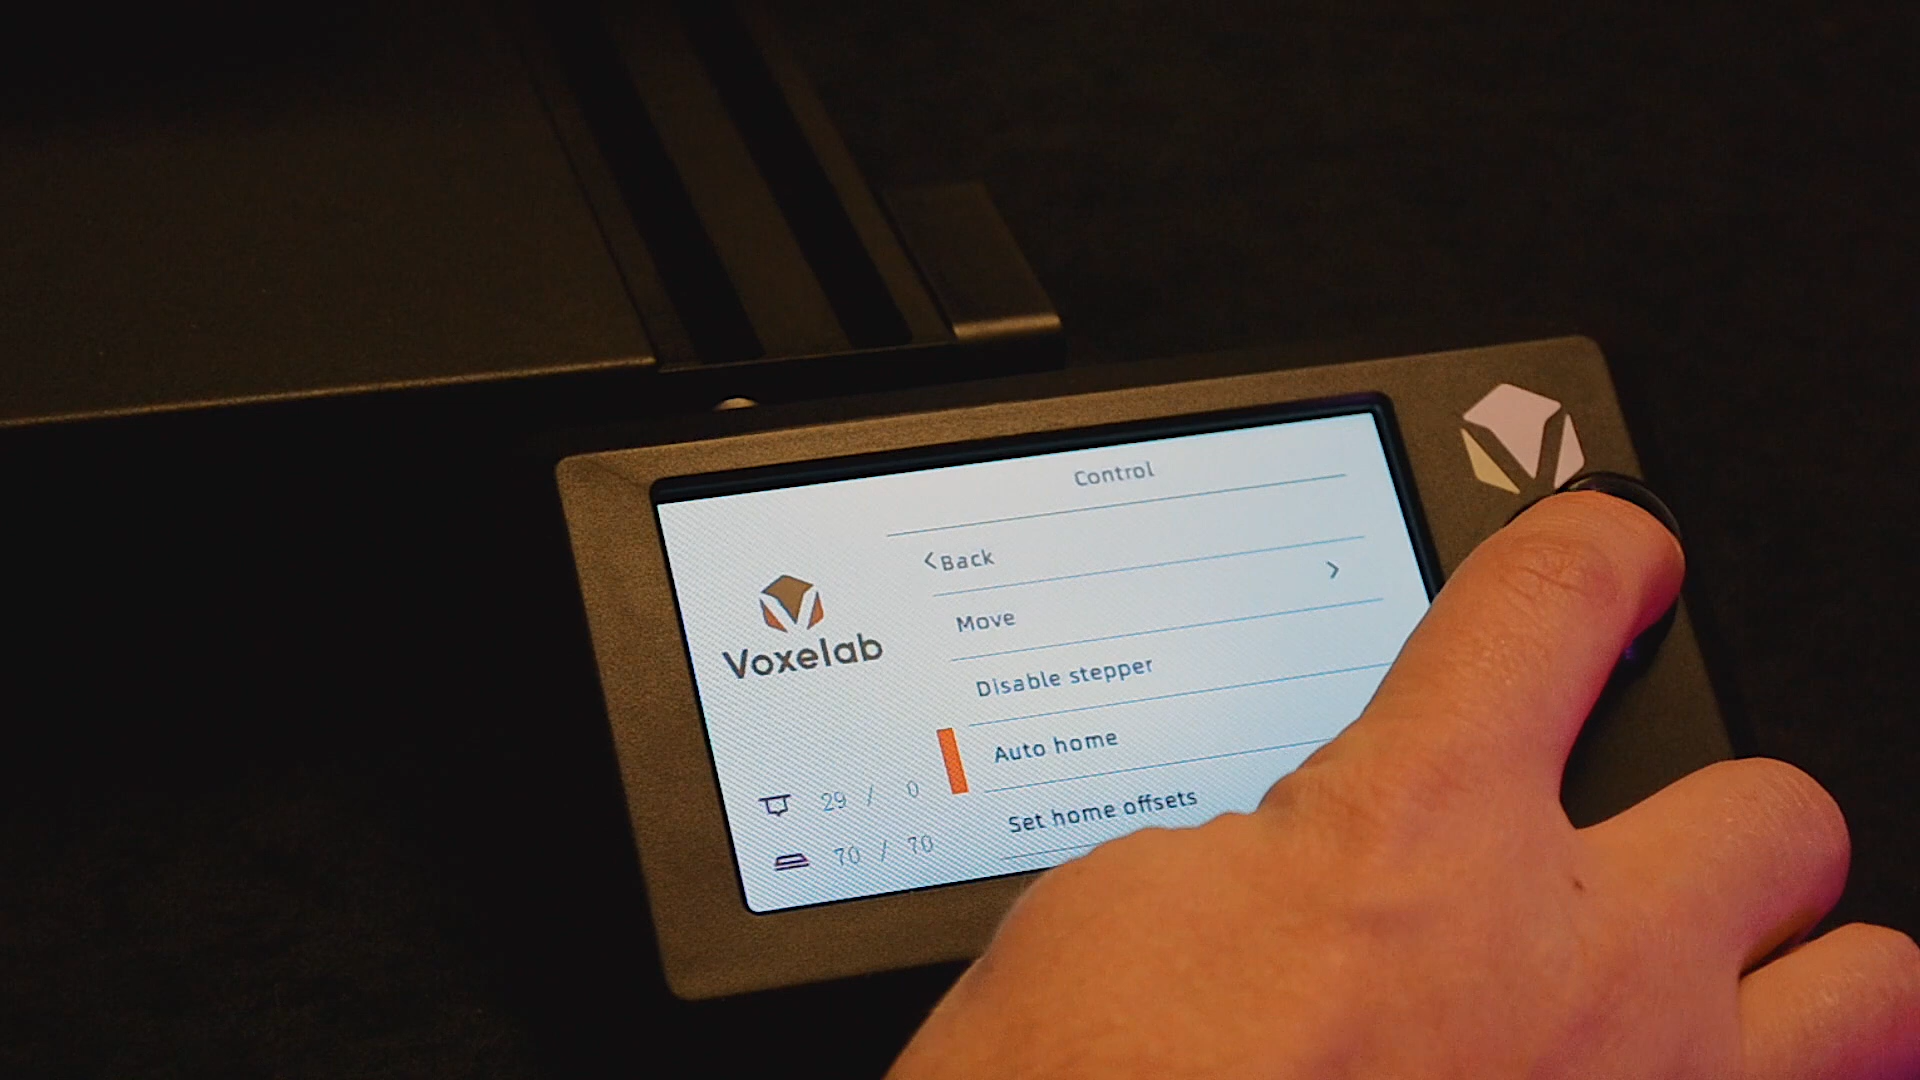 Control
<Back
Move >
Disable stepper
Auto home
Set home offsets
Voxelab
29 / 0
70 / 70